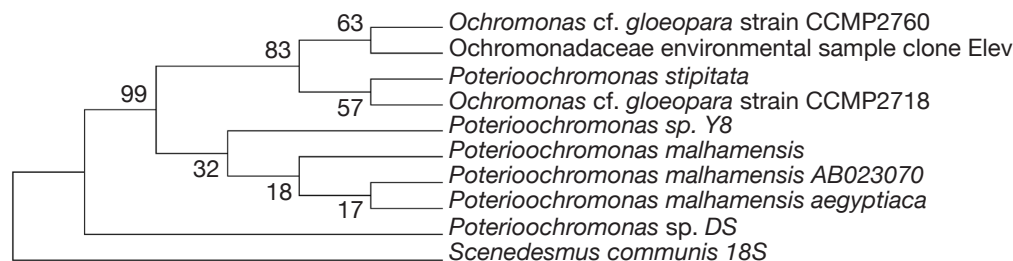 63
Ochromonas cf. gloeopara strain CCMP2760
83
Ochromonadaceae environmental sample clone Elev
Poterioochromonas stipitata
99
57
Ochromonas cf. gloeopara strain CCMP2718
Poterioochromonas sp. Y8
32
Poterioochromonas malhamensis
18
Poterioochromonas malhamensis AB023070
17
Poterioochromonas malhamensis aegyptiaca
Poterioochromonas sp. DS
Scenedesmus communis 18S